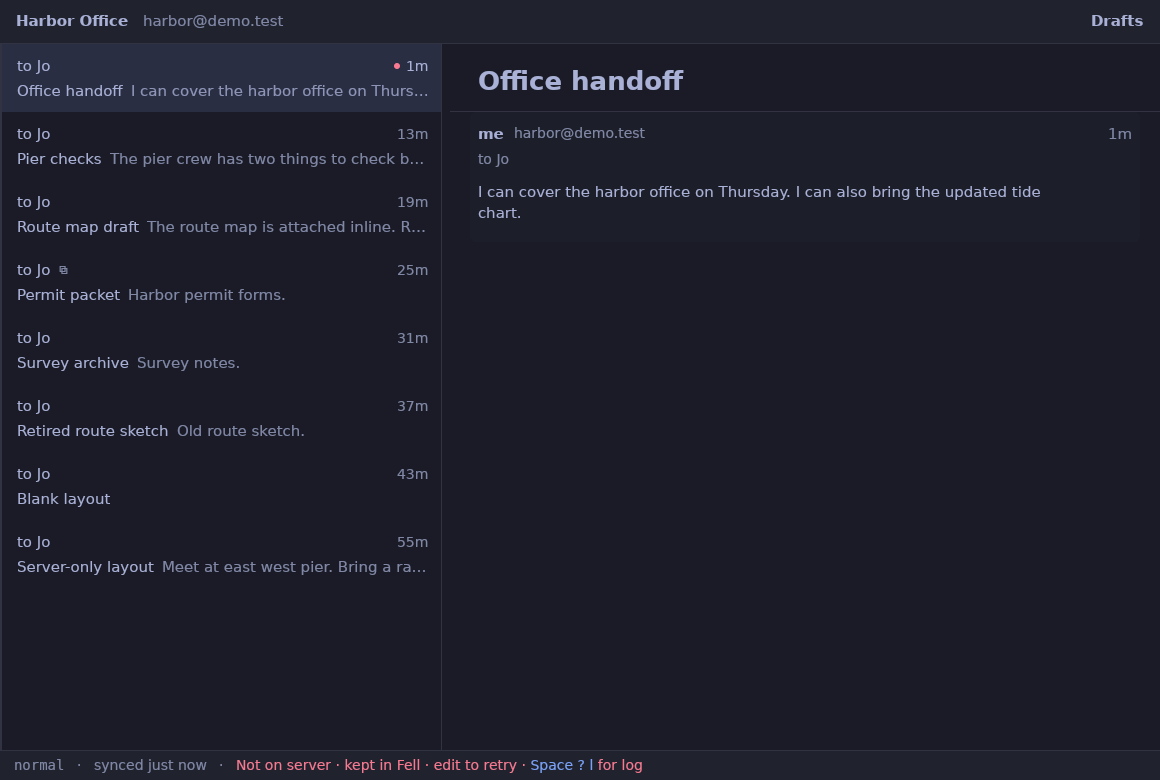 Harbor Office harbor@demo.test Drafts
to Jo 1m
Office handoff I can cover the harbor office on Thurs…
to Jo 13m
Pier checks The pier crew has two things to check b…
to Jo 19m
Route map draft The route map is attached inline. R…
to Jo 25m
Permit packet Harbor permit forms.
to Jo 31m
Survey archive Survey notes.
to Jo 37m
Retired route sketch Old route sketch.
to Jo 43m
Blank layout
to Jo 55m
Server-only layout Meet at east west pier. Bring a ra…
Office handoff
me harbor@demo.test 1m
to Jo
I can cover the harbor office on Thursday. I can also bring the updated tide
chart.
normal · synced just now · Not on server · kept in Fell · edit to retry · Space ? l for log